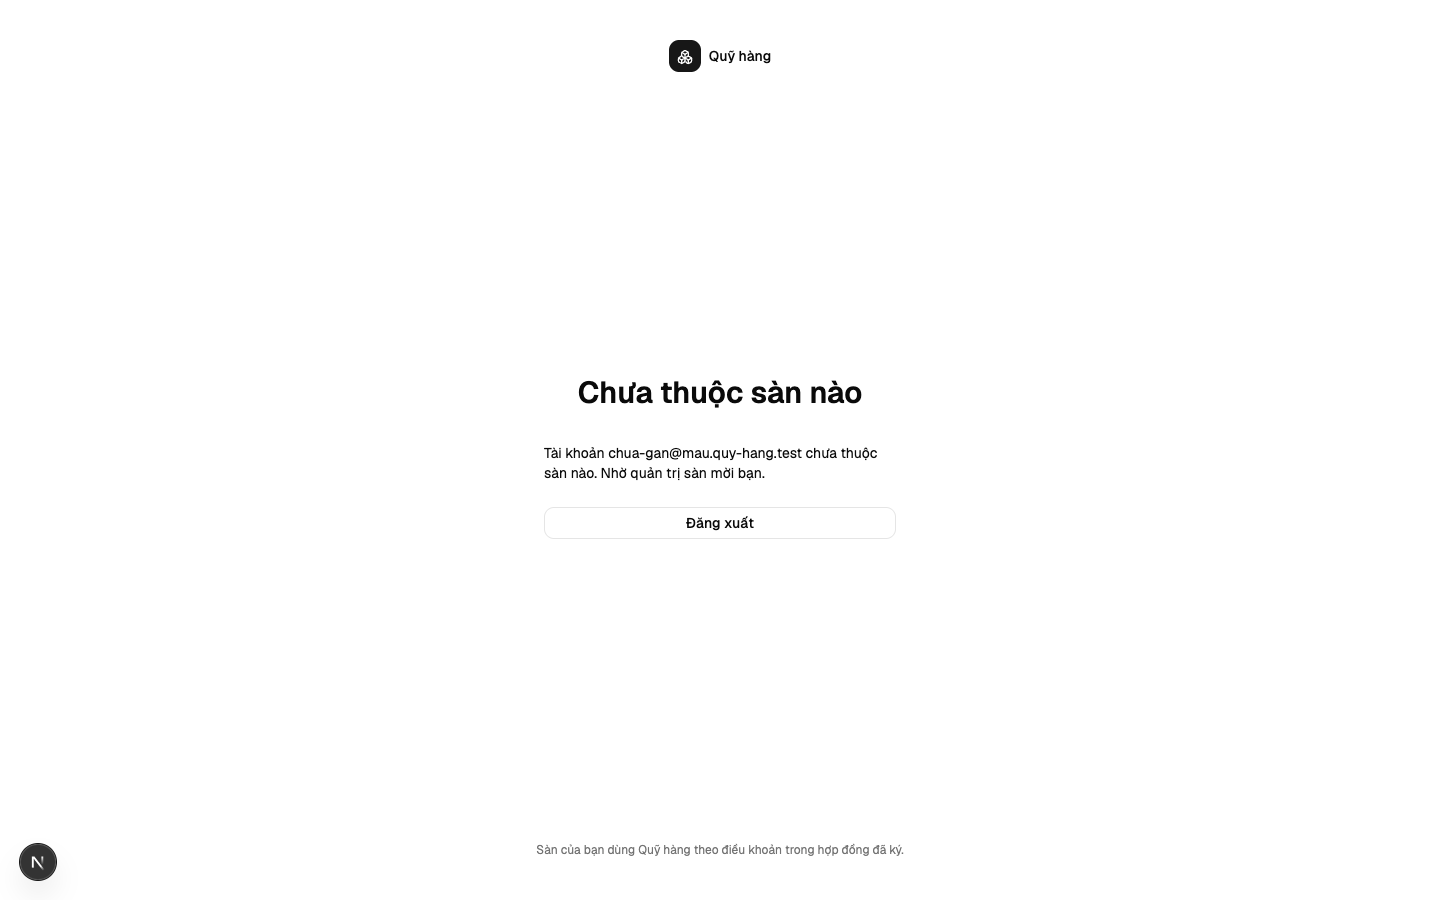 Quỹ hàng
Chưa thuộc sàn nào
Tài khoản chua-gan@mau.quy-hang.test chưa thuộc
sàn nào. Nhờ quản trị sàn mời bạn.
Đăng xuất
Sàn của bạn dùng Quỹ hàng theo điều khoản trong hợp đồng đã ký.
N